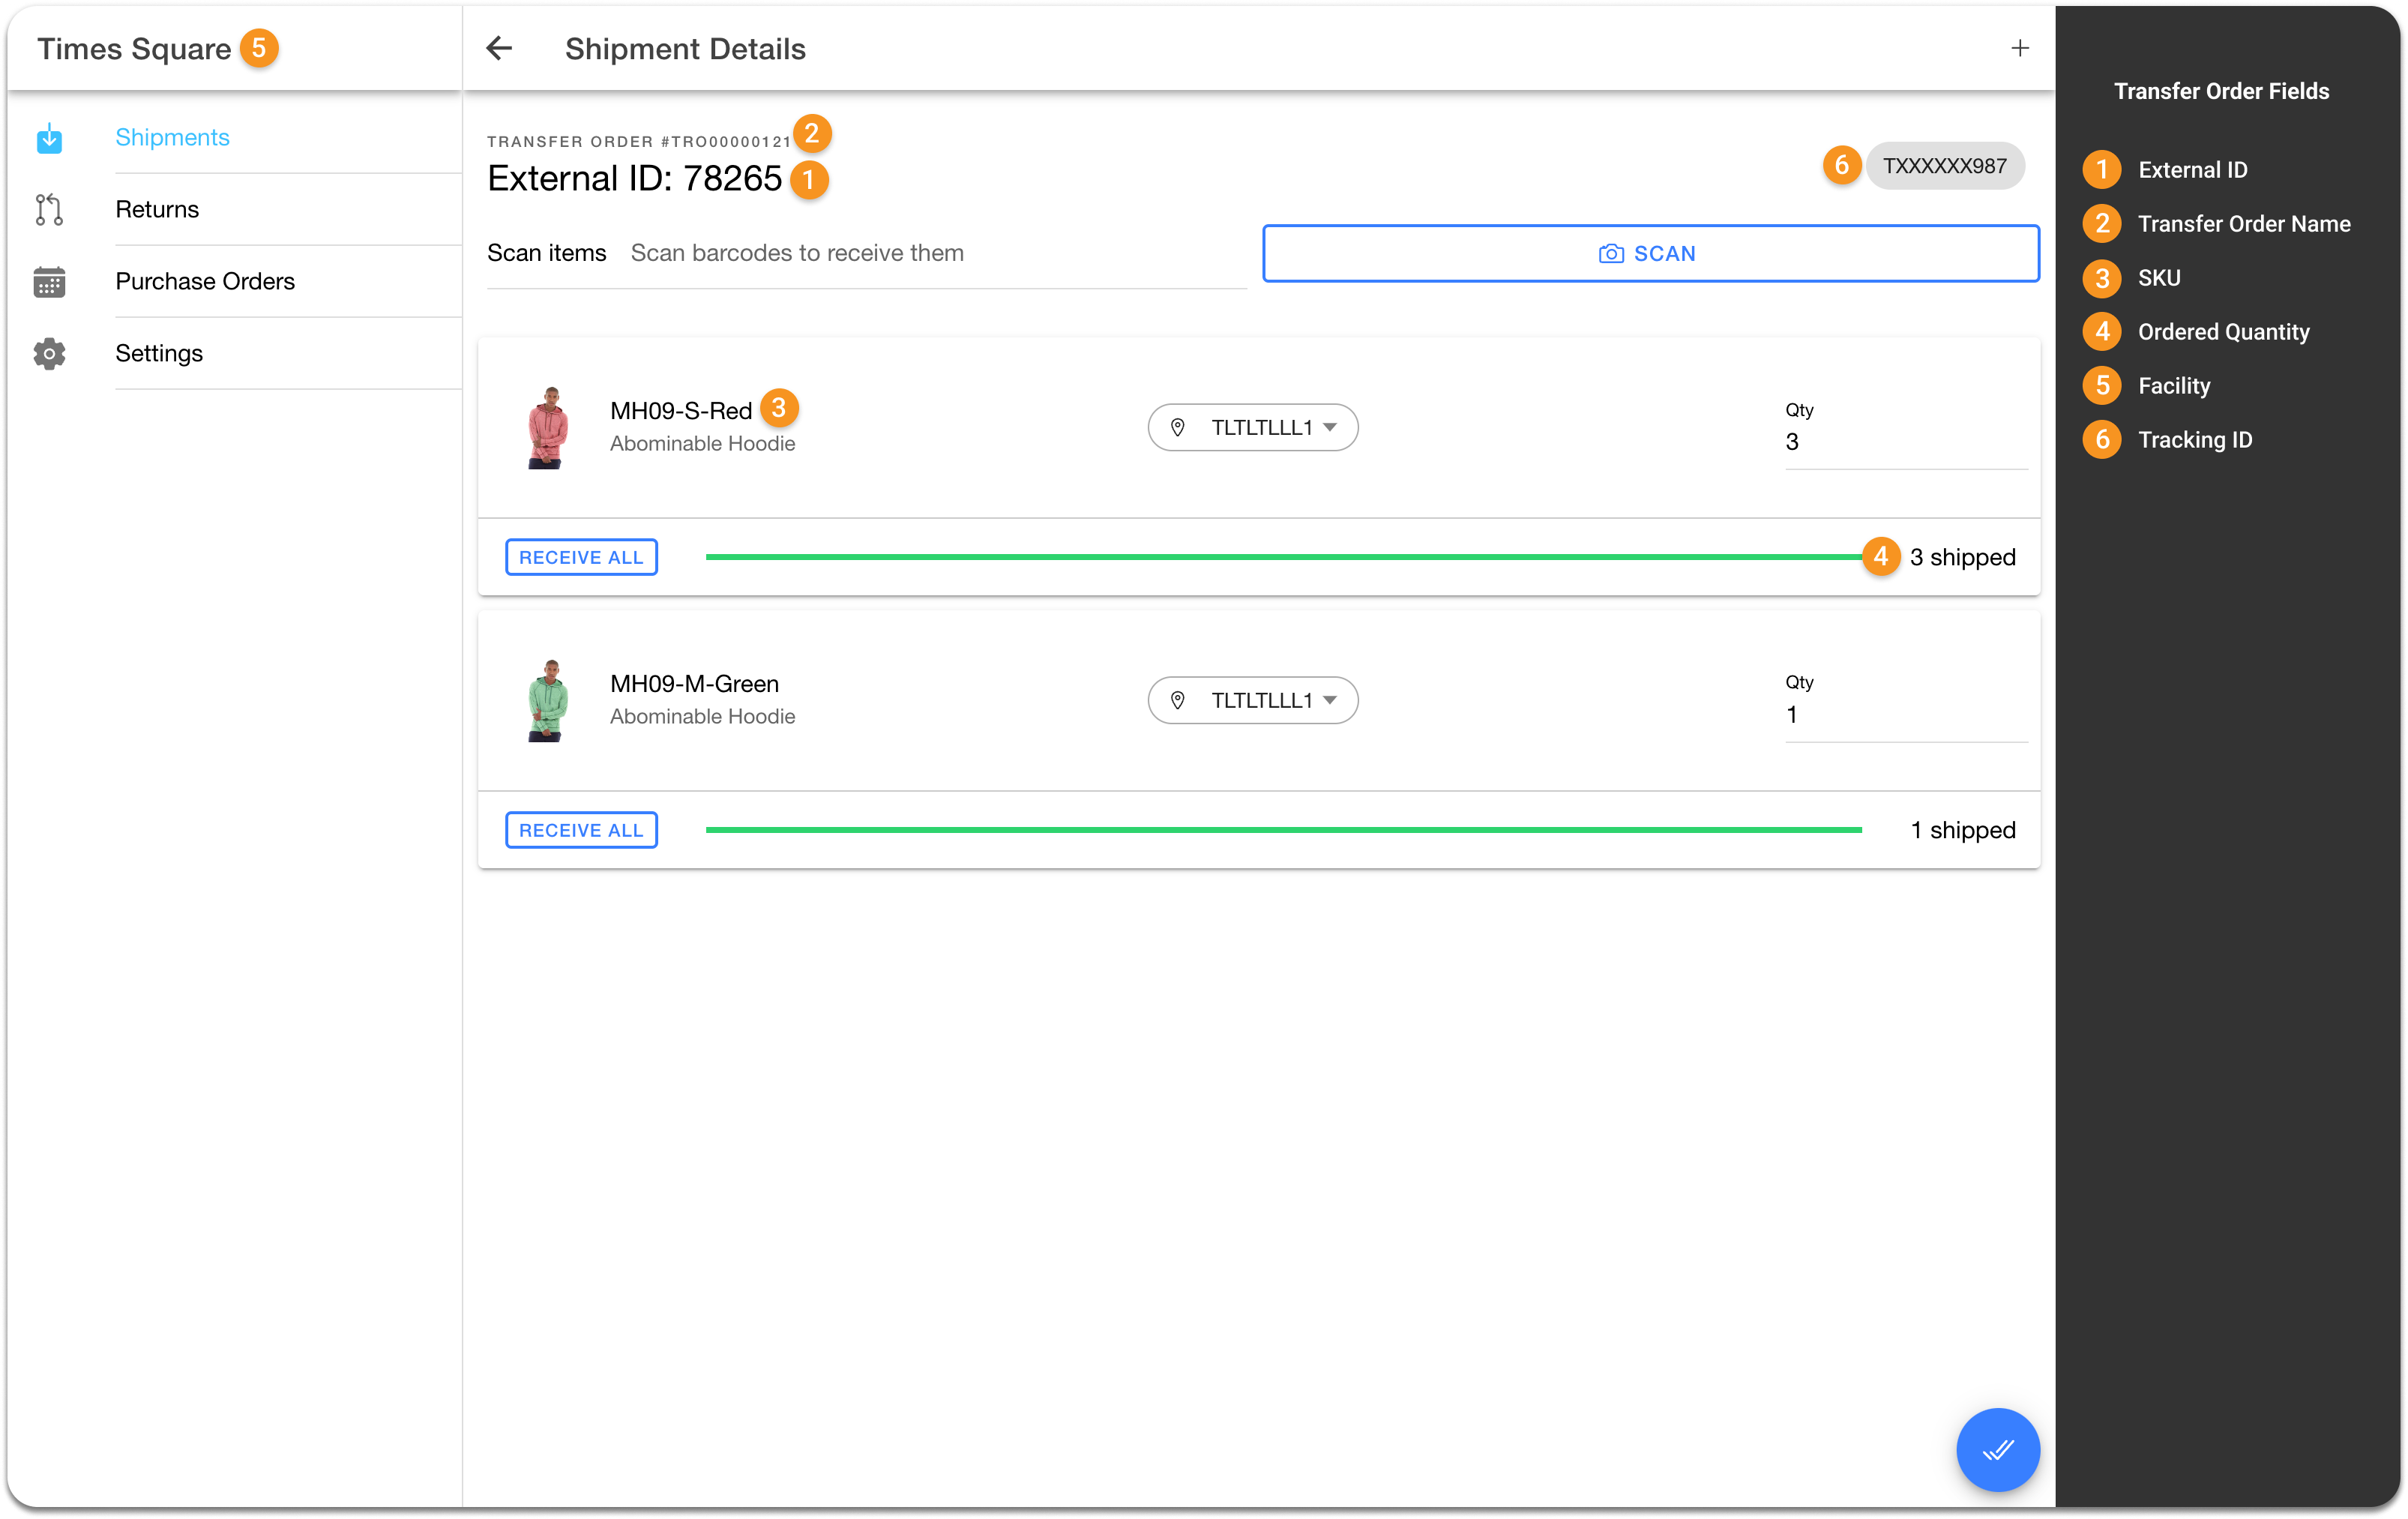 Times Square 5
Shipments
Returns
Purchase Orders
Settings
Shipment Details
TRANSFER ORDER #TRO00000121 2
External ID: 78265 1
6 TXXXXXX987
Scan items Scan barcodes to receive them
SCAN
MH09-S-Red 3
Abominable Hoodie
TLTLTLLL1
Qty
3
RECEIVE ALL
4 3 shipped
MH09-M-Green
Abominable Hoodie
TLTLTLLL1
Qty
1
RECEIVE ALL
1 shipped
Transfer Order Fields
1 External ID
2 Transfer Order Name
3 SKU
4 Ordered Quantity
5 Facility
6 Tracking ID